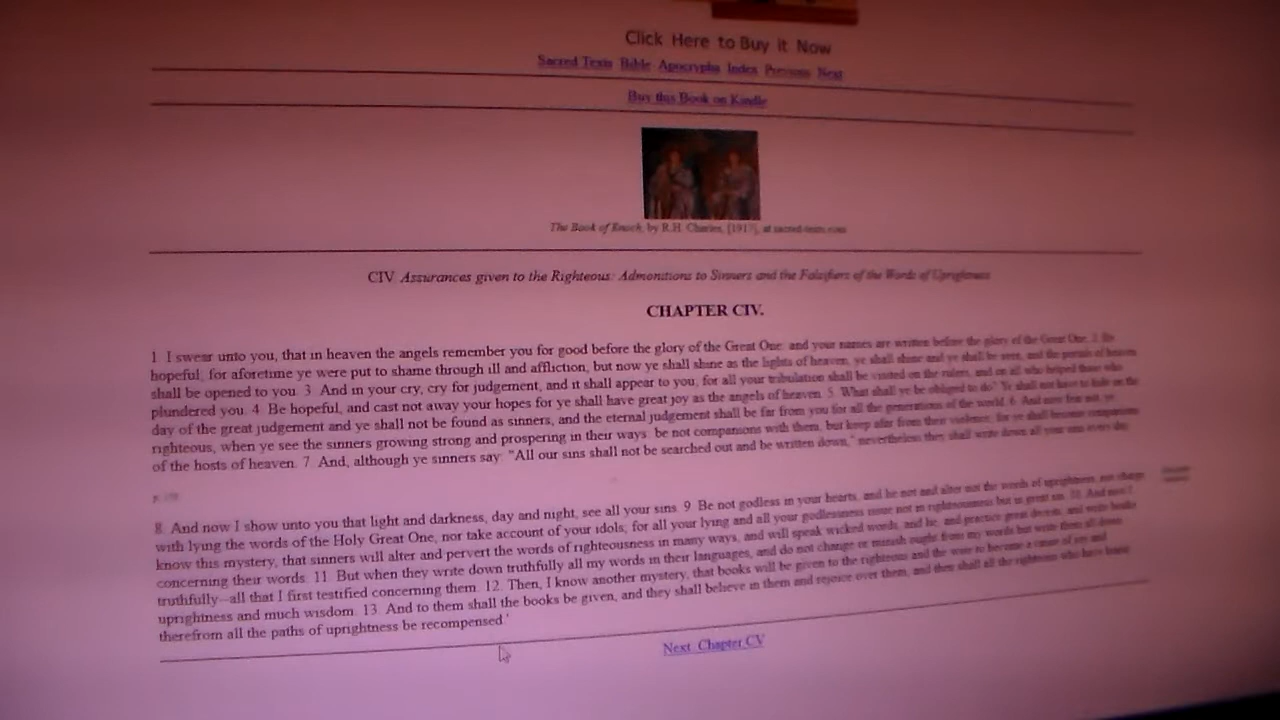 Click Here to Buy it Now
Sacred Texts Bible Apocrypha Index Previous Next
Buy this Book on Kindle
The Book of Enoch, by R.H. Charles, [1917], at sacred-texts.com
CIV. Assurances given to the Righteous: Admonitions to Sinners and the Falsifiers of the Words of Uprightness.
CHAPTER CIV.
1. I swear unto you, that in heaven the angels remember you for good before the glory of the Great One: and your names are written before the glory of the Great One. 2. Be
hopeful; for aforetime ye were put to shame through ill and affliction; but now ye shall shine as the lights of heaven, ye shall shine and ye shall be seen, and the portals of heaven
shall be opened to you. 3. And in your cry, cry for judgement, and it shall appear to you; for all your tribulation shall be visited on the rulers, and on all who helped those who
plundered you. 4. Be hopeful, and cast not away your hopes for ye shall have great joy as the angels of heaven. 5. What shall ye be obliged to do? Ye shall not have to hide on the
day of the great judgement and ye shall not be found as sinners, and the eternal judgement shall be far from you for all the generations of the world. 6. And now fear not, ye
righteous, when ye see the sinners growing strong and prospering in their ways: be not companions with them, but keep afar from their violence; for ye shall become companions
of the hosts of heaven. 7. And, although ye sinners say: "All our sins shall not be searched out and be written down," nevertheless they shall write down all your sins every day.
8. And now I show unto you that light and darkness, day and night, see all your sins. 9. Be not godless in your hearts, and lie not and alter not the words of uprightness, nor charge
with lying the words of the Holy Great One, nor take account of your idols; for all your lying and all your godlessness issue not in righteousness but in great sin. 10. And now I
know this mystery, that sinners will alter and pervert the words of righteousness in many ways, and will speak wicked words, and lie, and practice great deceits, and write books
concerning their words. 11. But when they write down truthfully all my words in their languages, and do not change or minish ought from my words but write them all down
truthfully--all that I first testified concerning them. 12. Then, I know another mystery, that books will be given to the righteous and the wise to become a cause of joy and
uprightness and much wisdom. 13. And to them shall the books be given, and they shall believe in them and rejoice over them, and then shall all the righteous who have learnt
therefrom all the paths of uprightness be recompensed.'
Next: Chapter CV